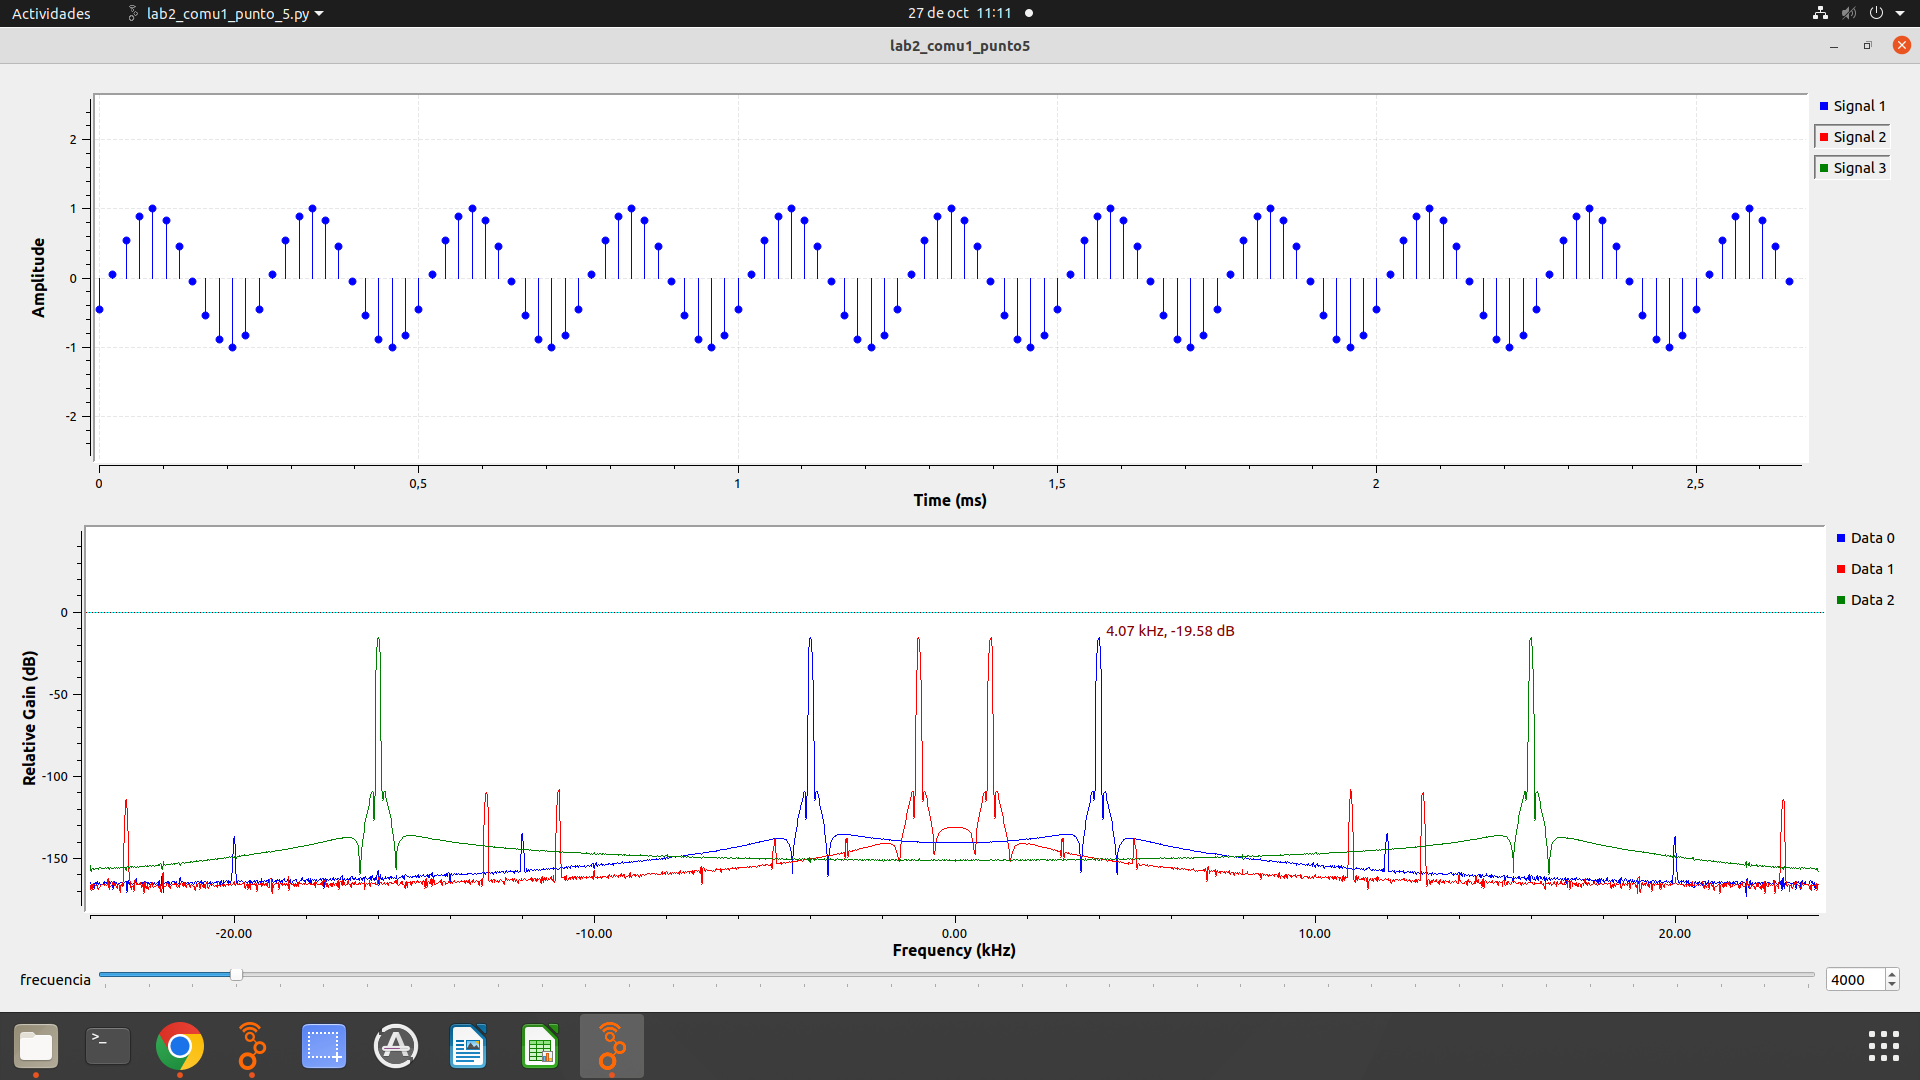 Actividades
lab2_comu1_punto_5.py
27 de oct 11:11
lab2_comu1_punto5
Signal 1
Signal 2
Signal 3
2
1
0
-1
-2
Amplitude
0
0,5
1
1,5
2
2,5
Time (ms)
Data 0
Data 1
Data 2
0
-50
-100
-150
Relative Gain (dB)
4.07 kHz, -19.58 dB
-20.00
-10.00
0.00
10.00
20.00
Frequency (kHz)
frecuencia
4000
>_